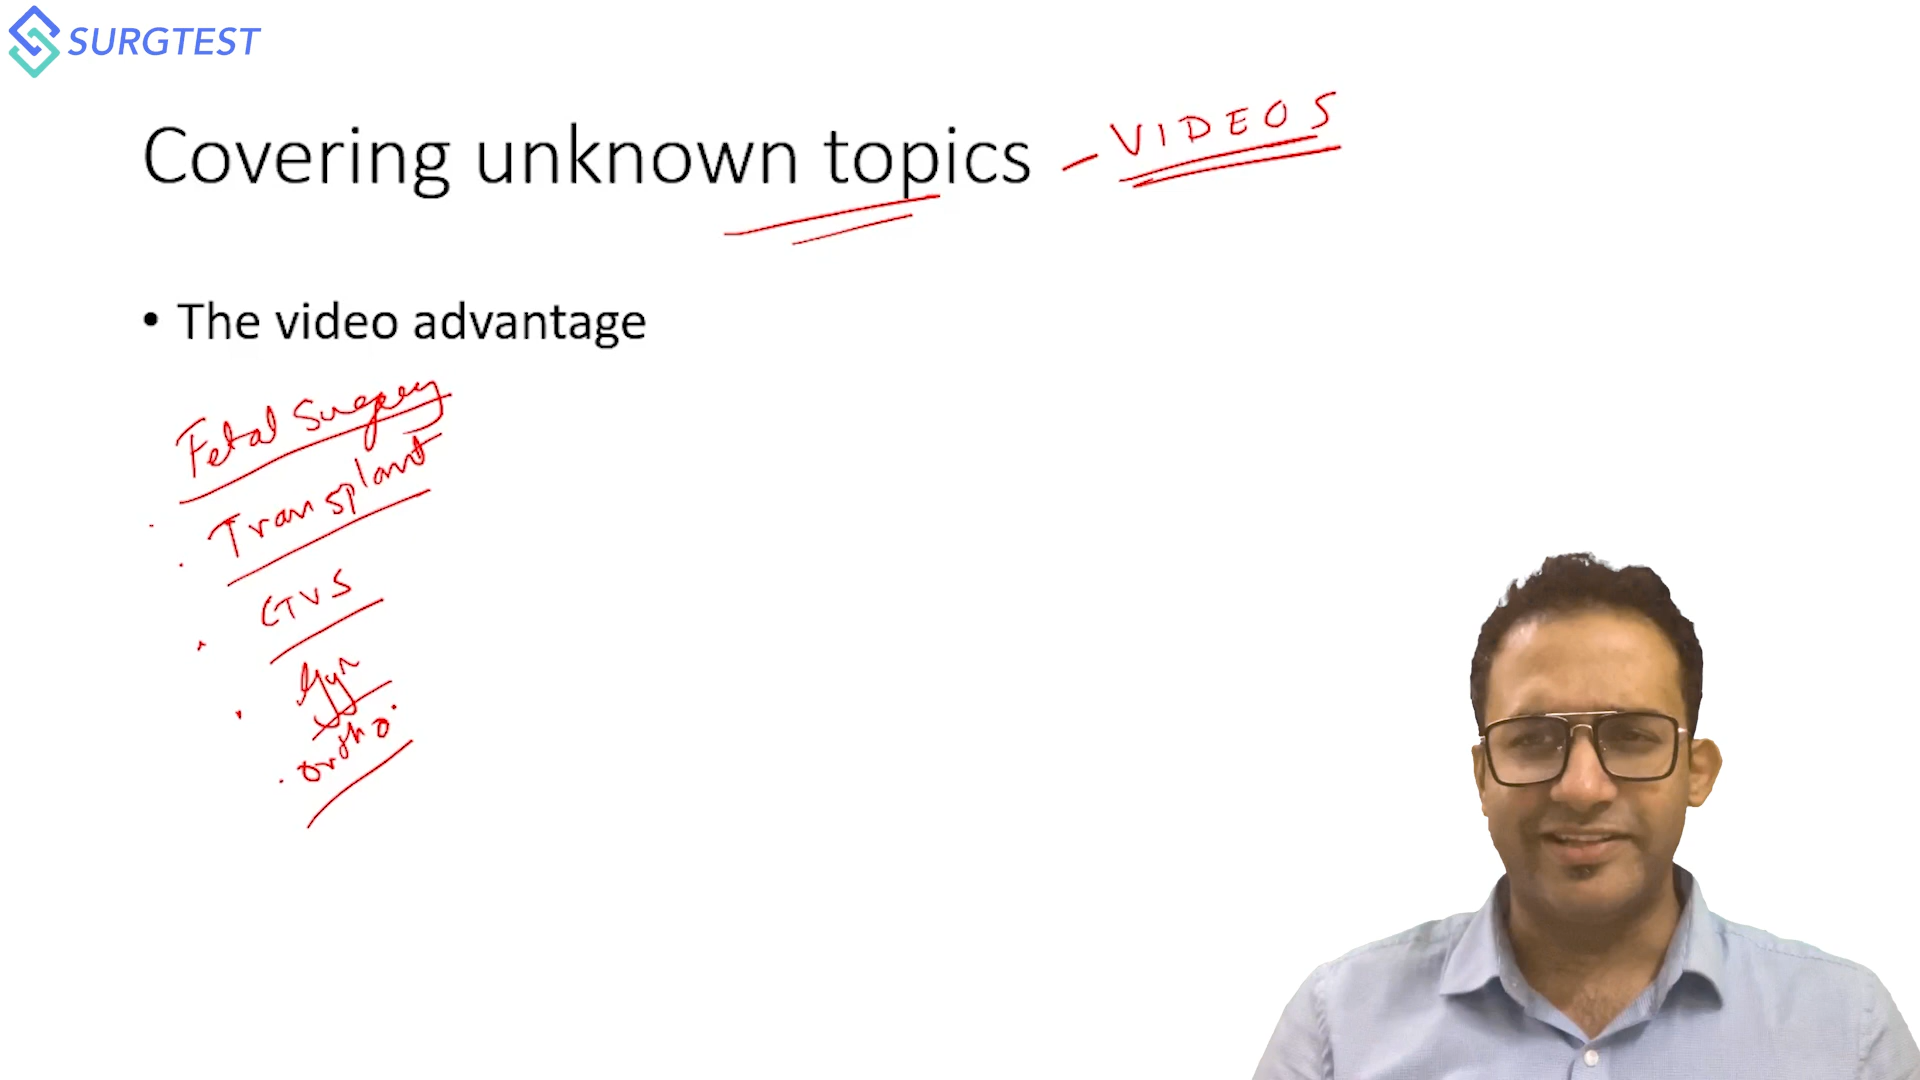 SURGTEST
Covering unknown topics - VIDEOS
• The video advantage
Fetal Surgery
Transplant
CTVS
Gyn
Ortho